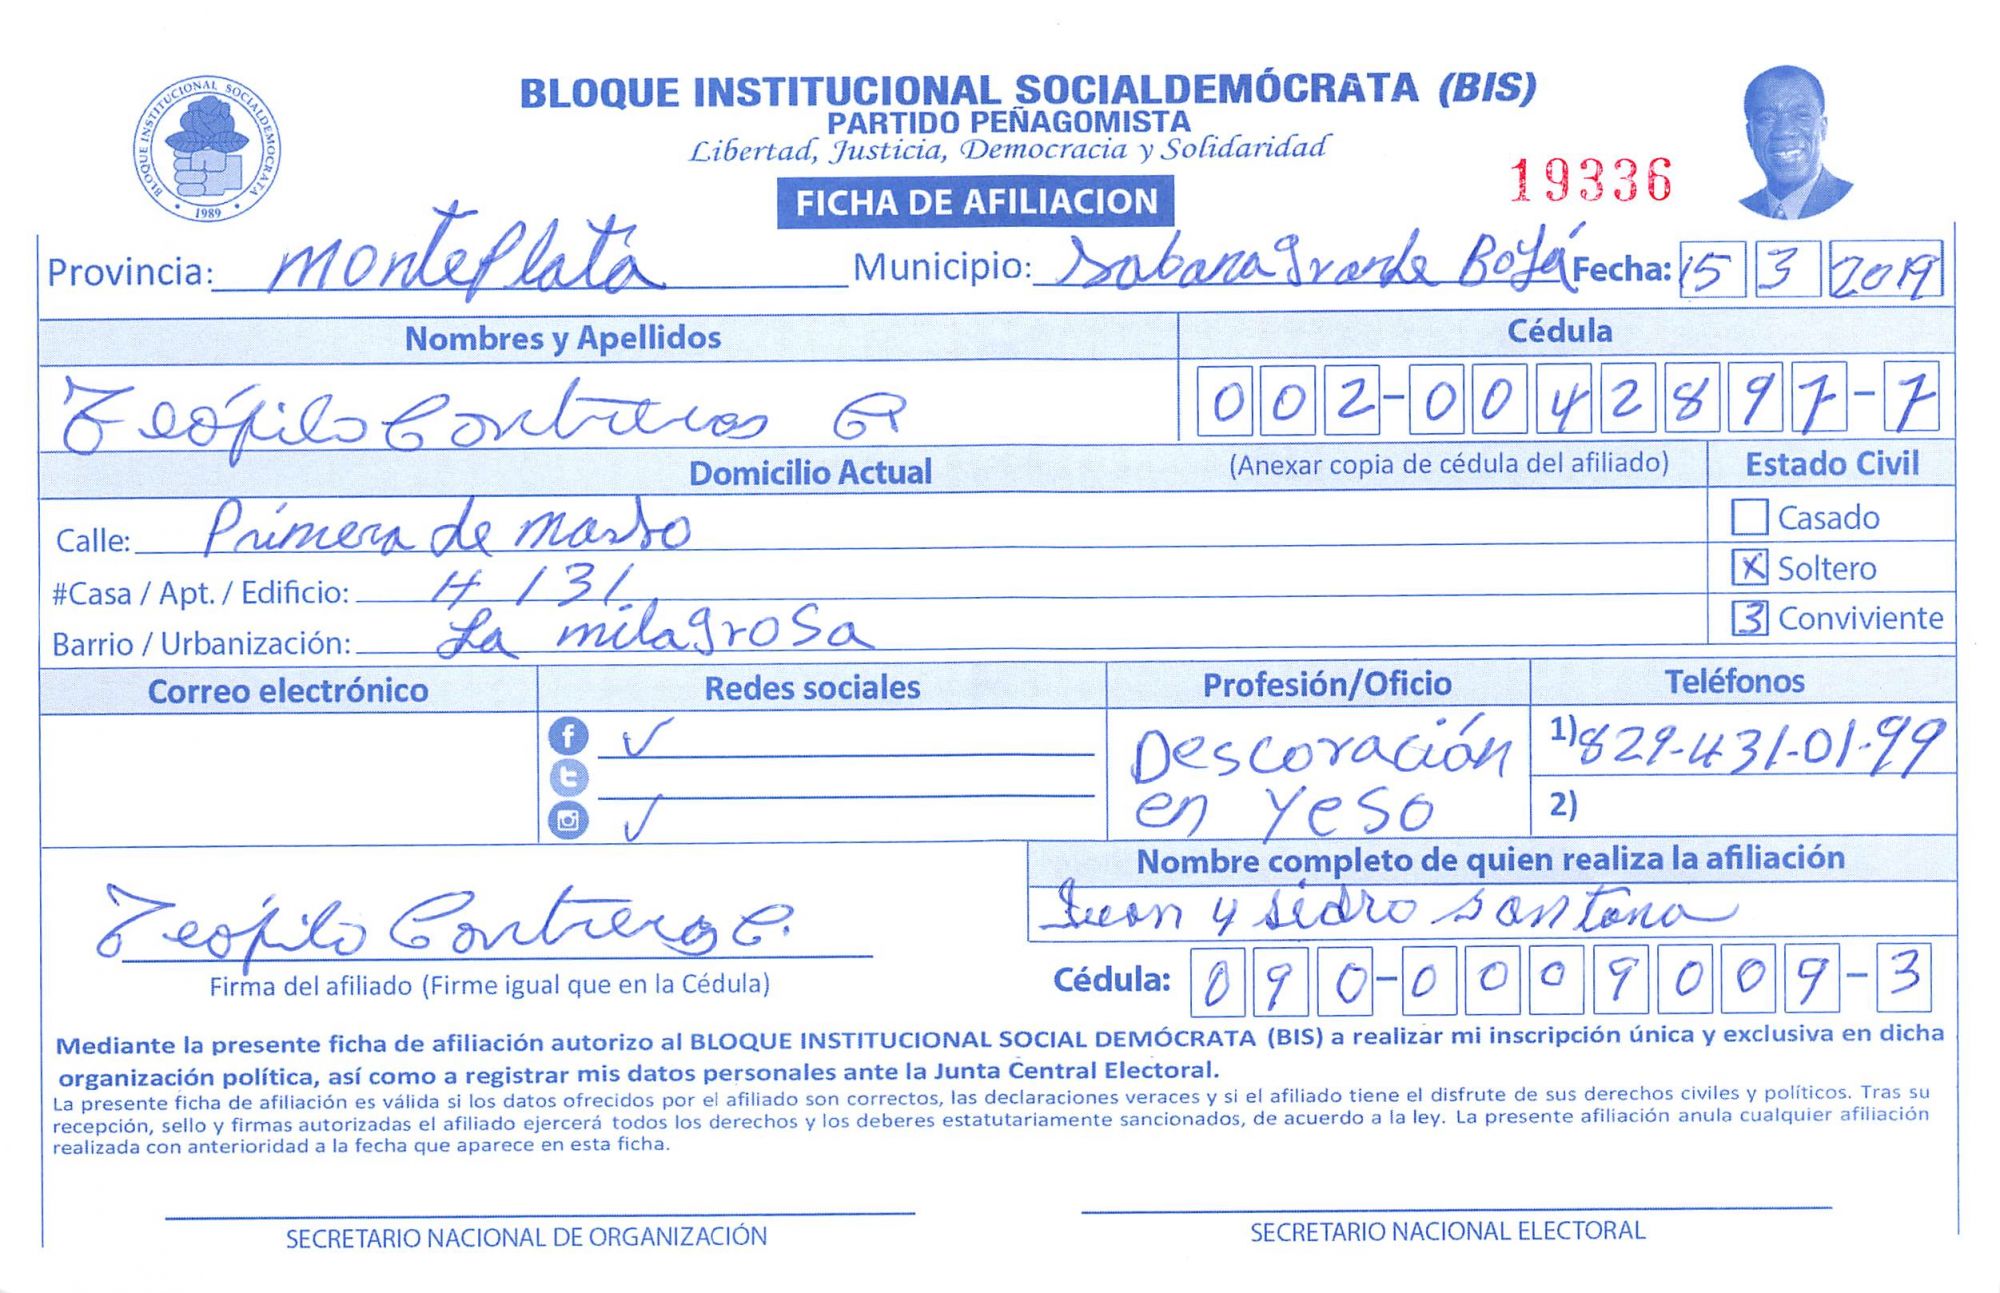 BLOQUE INSTITUCIONAL SOCIALDEMÓCRATA (BIS)
PARTIDO PEÑAGOMISTA
Libertad, Justicia, Democracia y Solidaridad
BLOQUE INSTITUCIONAL SOCIALDEMOCRATA
1989
19336
FICHA DE AFILIACION
Provincia: Monte Plata Municipio: Sabana Grande Boyá Fecha: 15 3 2019
Nombres y Apellidos Cédula
Teófilo Contreras C. 002-0042897-7
Domicilio Actual (Anexar copia de cédula del afiliado) Estado Civil
Calle: Primera de
Casado
#Casa / Apt. / Edificio: # 131
X Soltero
Barrio / Urbanización: La milagrosa
3 Conviviente
Correo electrónico Redes sociales Profesión/Oficio Teléfonos
f ✓ Descoración 1) 829-431-01-99
✓ en Yeso 2)
Nombre completo de quien realiza la afiliación
Teófilo Contreras C. Juan Ysidro Santana
Firma del afiliado (Firme igual que en la Cédula) Cédula: 090-0009009-3
Mediante la presente ficha de afiliación autorizo al BLOQUE INSTITUCIONAL SOCIAL DEMÓCRATA (BIS) a realizar mi inscripción única y exclusiva en dicha
organización política, así como a registrar mis datos personales ante la Junta Central Electoral.
La presente ficha de afiliación es válida si los datos ofrecidos por el afiliado son correctos, las declaraciones veraces y si el afiliado tiene el disfrute de sus derechos civiles y políticos. Tras su
recepción, sello y firmas autorizadas el afiliado ejercerá todos los derechos y los deberes estatutariamente sancionados, de acuerdo a la ley. La presente afiliación anula cualquier afiliación
realizada con anterioridad a la fecha que aparece en esta ficha.
SECRETARIO NACIONAL DE ORGANIZACIÓN SECRETARIO NACIONAL ELECTORAL